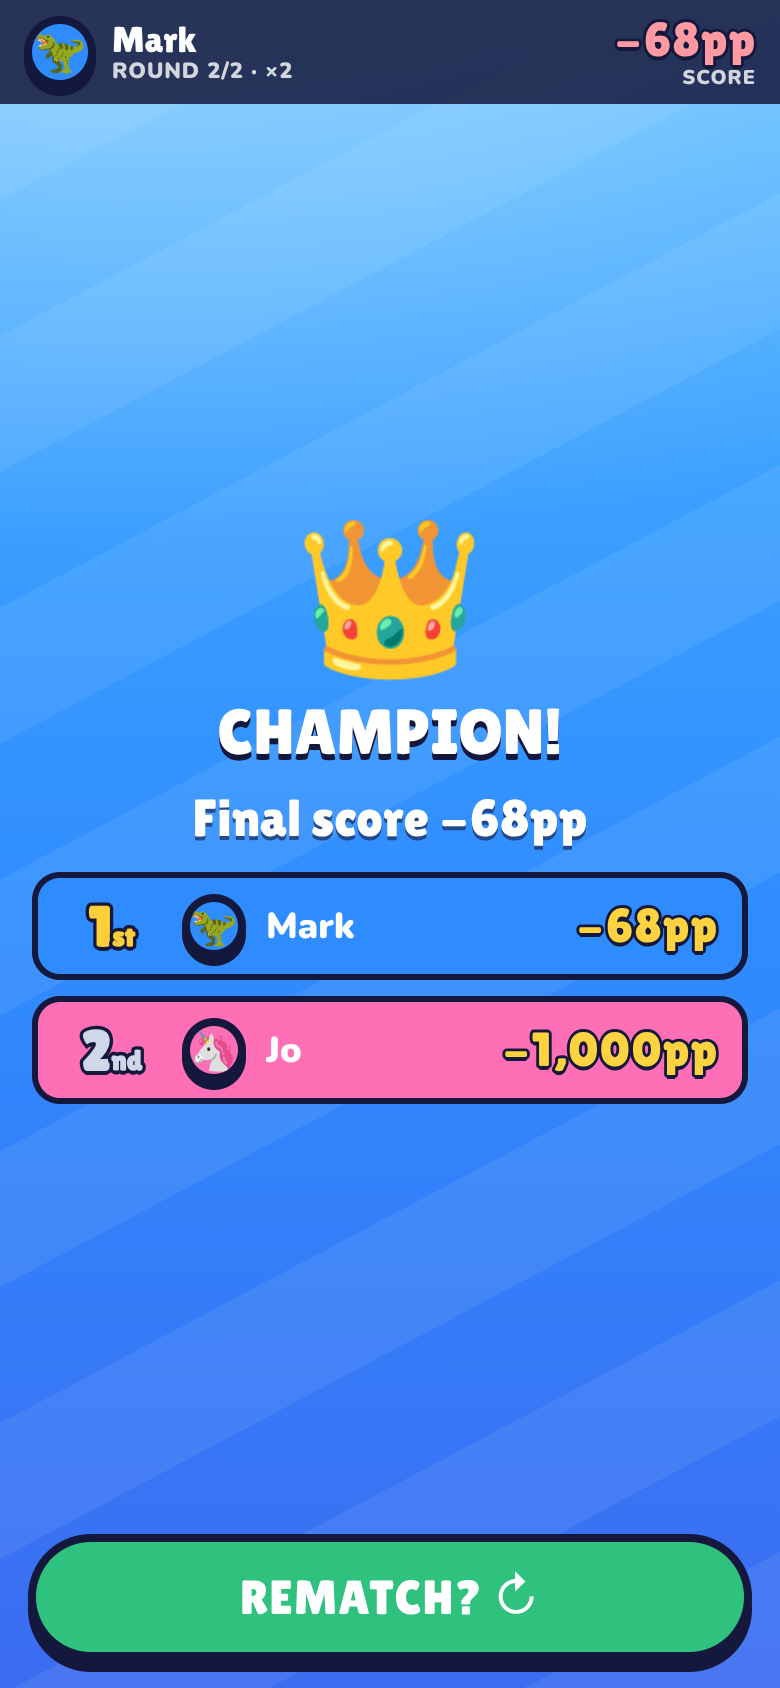 Mark
ROUND 2/2 · ×2
−68pp
SCORE
CHAMPION!
Final score −68pp
1st Mark −68pp
2nd Jo −1,000pp
REMATCH? ↻